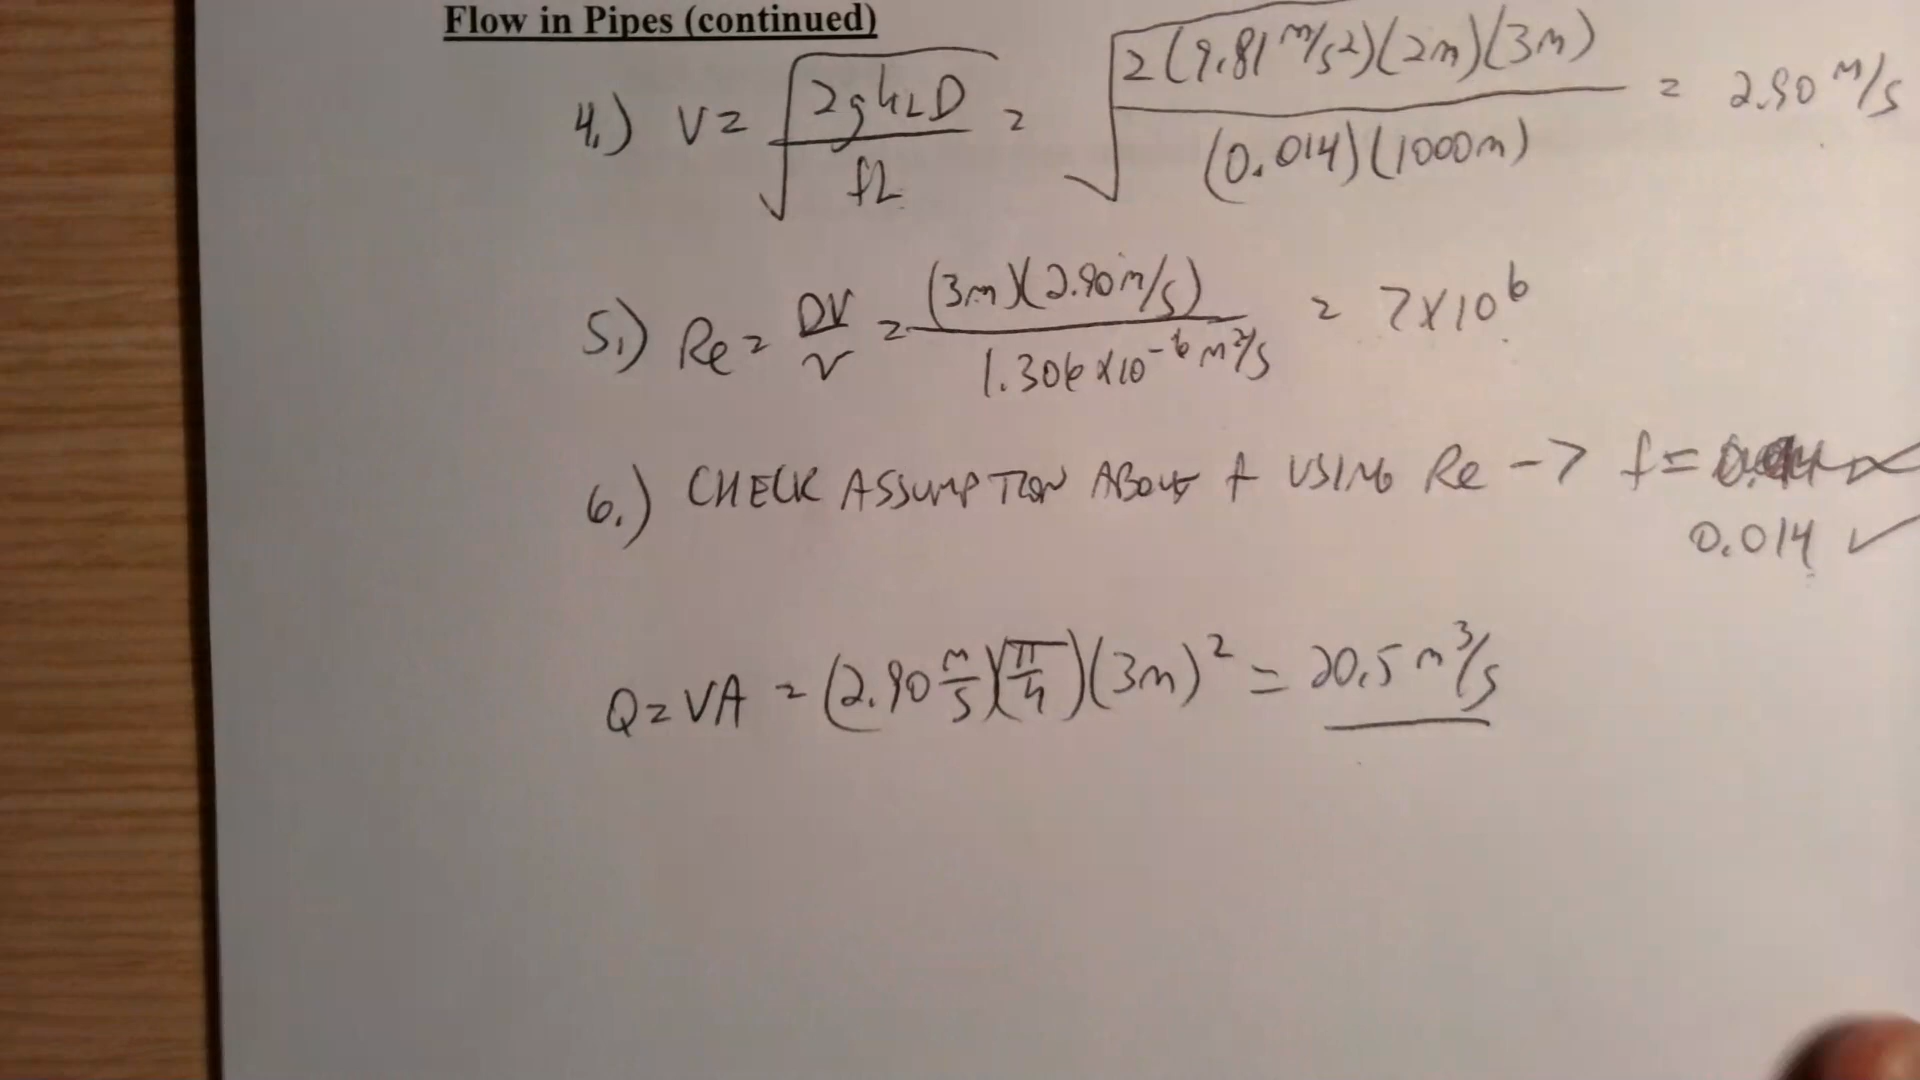 Flow in Pipes (continued)
4.) V = √(2ghLD / fL) = √(2(9.81 m/s2)(2m)(3m) / (0.014)(1000m)) = 2.90 m/s
5.) Re = DV/ν = (3m)(2.90 m/s) / 1.306 x 10⁻⁶ m²/s = 7 x 10⁶
6.) CHECK ASSUMPTION ABOUT f USING Re -> f =
0.014 ✓
Q = VA = (2.90 m/s)(π/4)(3m)² = 20.5 m³/s